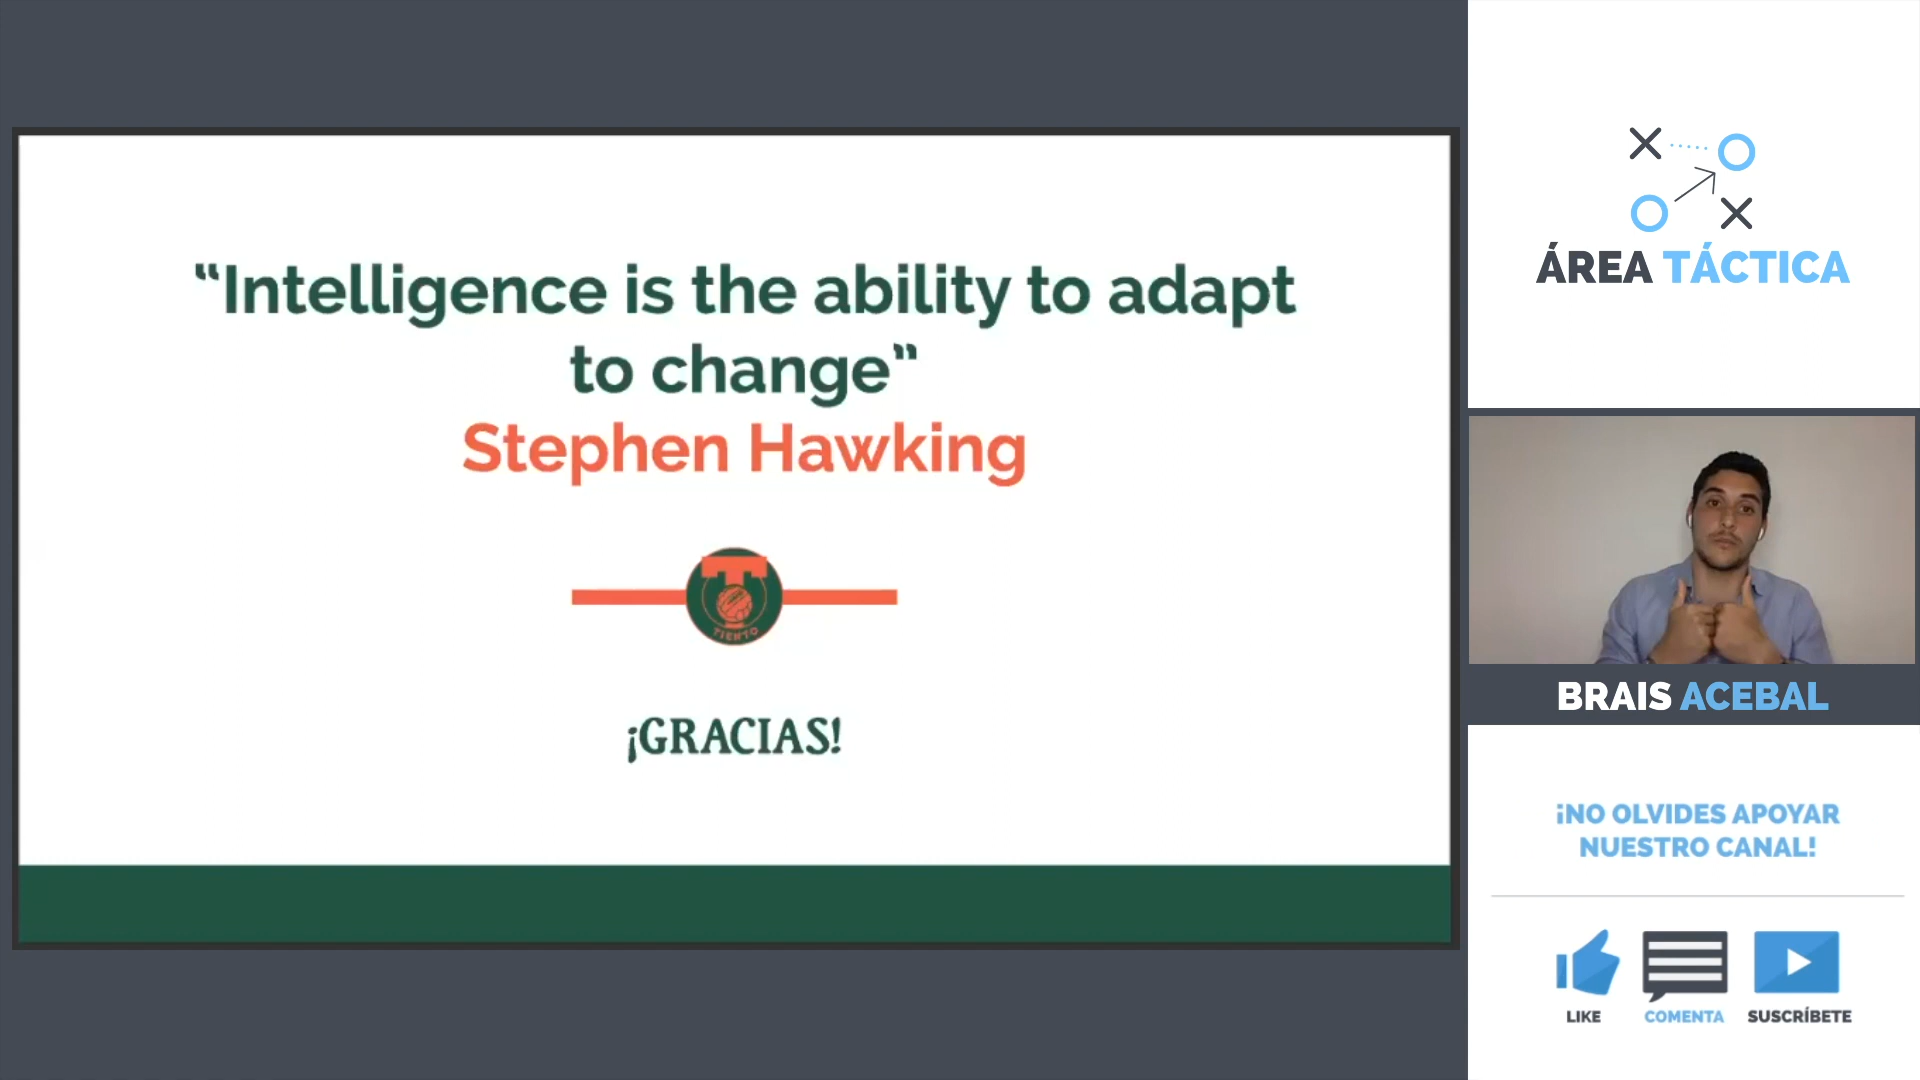 “Intelligence is the ability to adapt
to change”
Stephen Hawking
TIENTO
¡GRACIAS!
ÁREA TÁCTICA
BRAIS ACEBAL
¡NO OLVIDES APOYAR
NUESTRO CANAL!
LIKE
COMENTA
SUSCRÍBETE